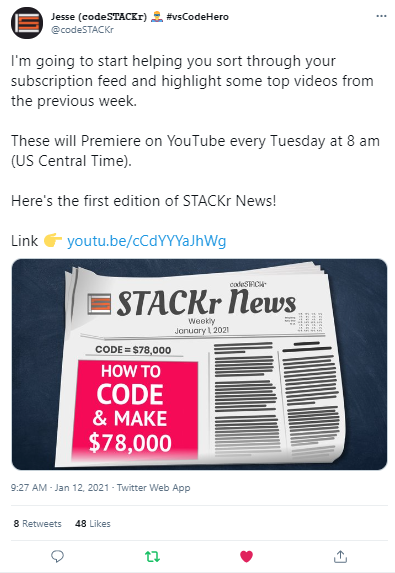 Jesse (codeSTACKr) 👨‍💻 #vsCodeHero
@codeSTACKr
I'm going to start helping you sort through your
subscription feed and highlight some top videos from
the previous week.
These will Premiere on YouTube every Tuesday at 8 am
(US Central Time).
Here's the first edition of STACKr News!
Link 👉 youtu.be/cCdYYYaJhWg
codeSTACKr
STACKr News
Weekly
January 1, 2021
CODE = $78,000
HOW TO
CODE
& MAKE
$78,000
9:27 AM · Jan 12, 2021 · Twitter Web App
8 Retweets 48 Likes